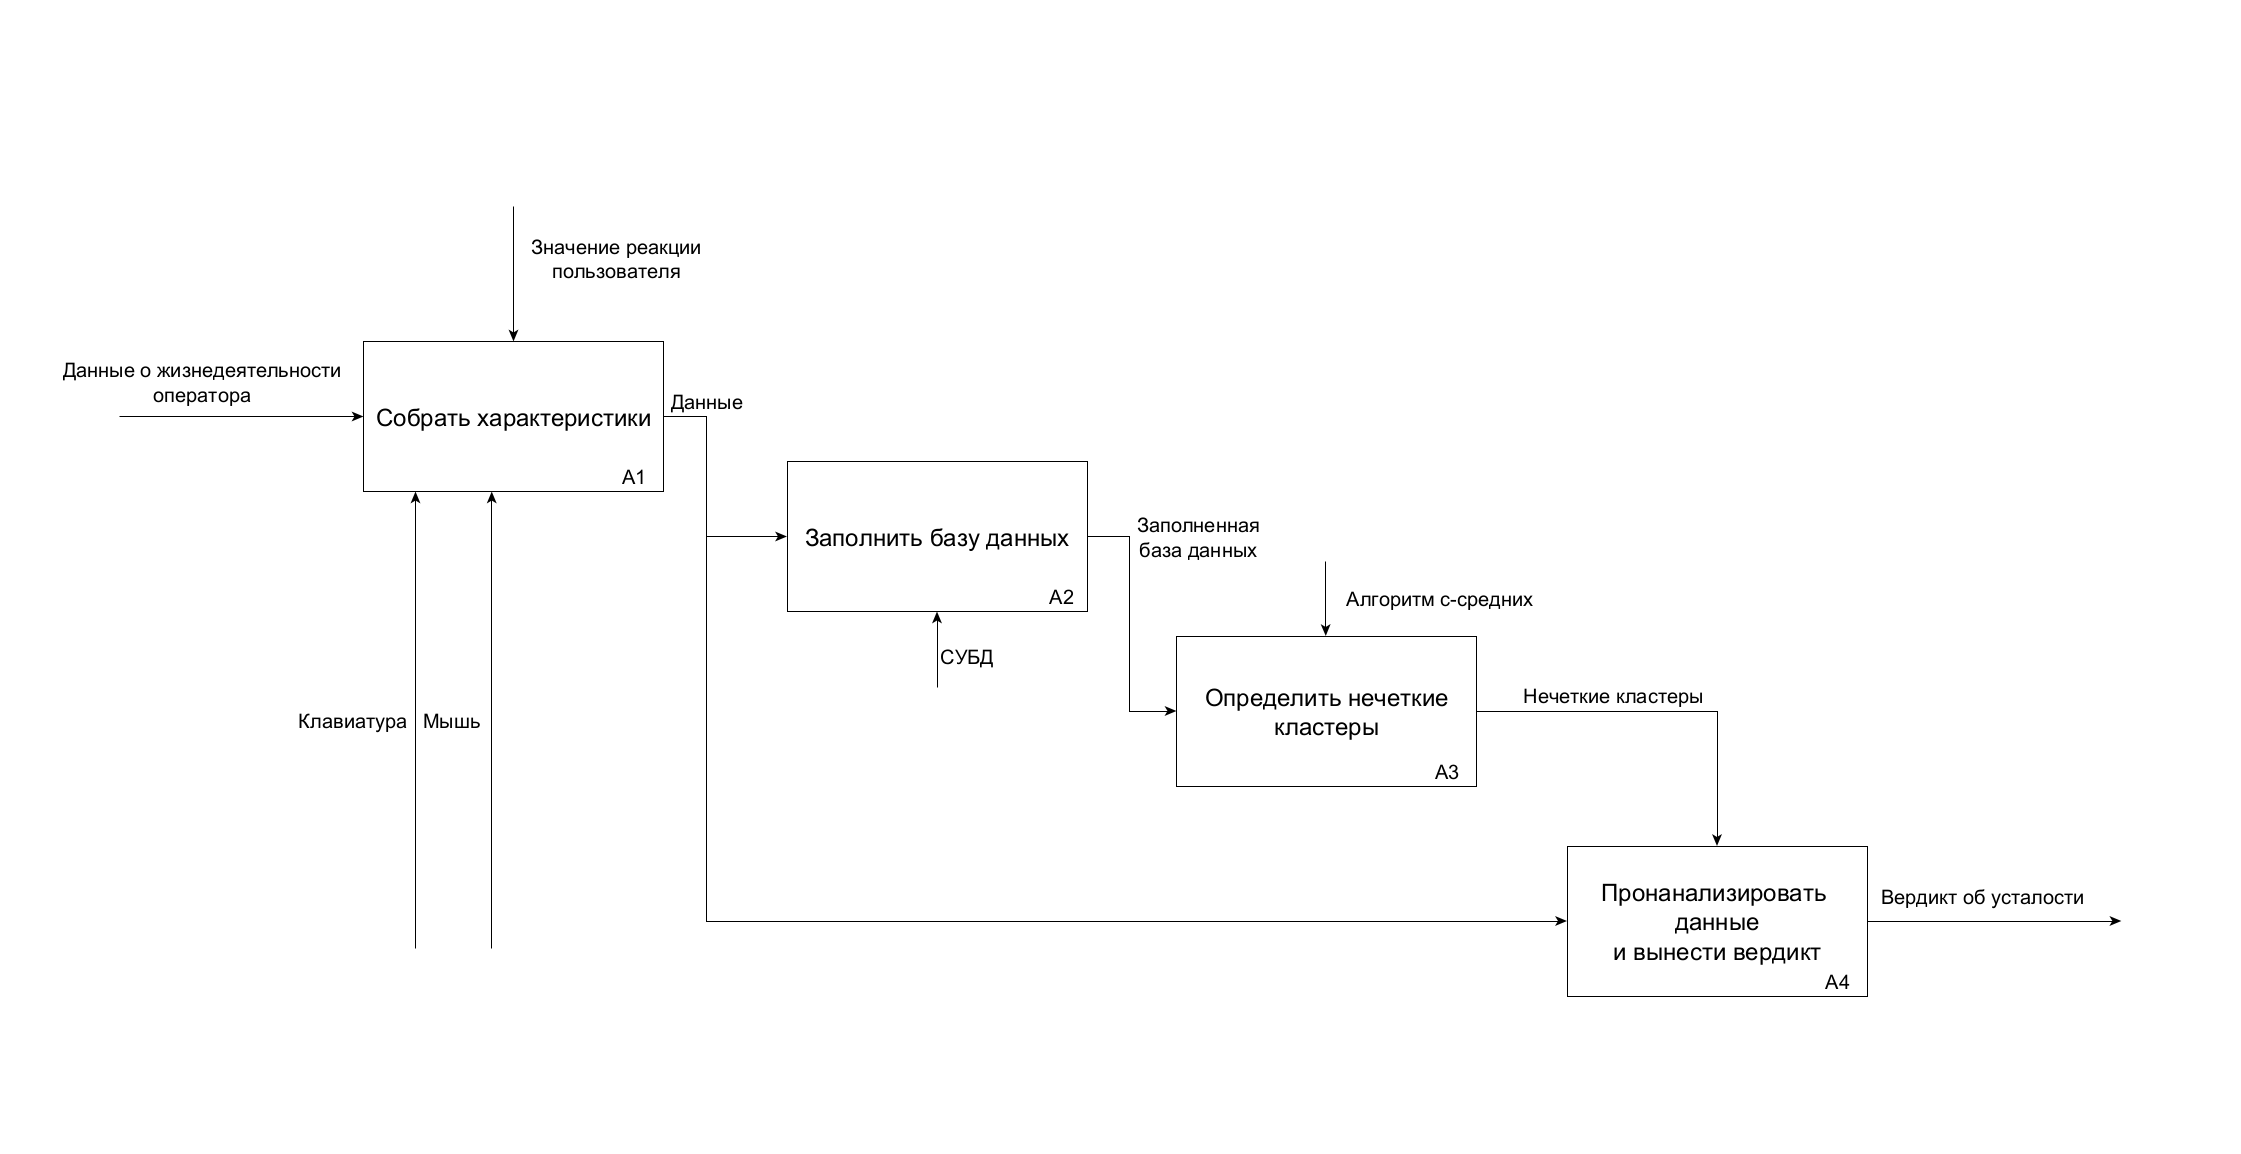 Значение реакции
пользователя
Данные о жизнедеятельности
оператора
Собрать характеристики
A1
Данные
Заполнить базу данных
A2
Заполненная
база данных
СУБД
Алгоритм с-средних
Определить нечеткие
кластеры
A3
Нечеткие кластеры
Клавиатура
Мышь
Пронанализировать
данные
и вынести вердикт
A4
Вердикт об усталости